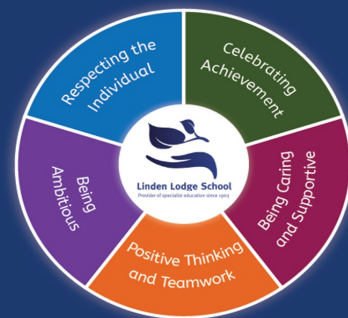 Respecting the
Individual
Celebrating
Achievement
Being Caring
and Supportive
Positive Thinking
and Teamwork
Being
Ambitious
Linden Lodge School
Provider of specialist education since 1903